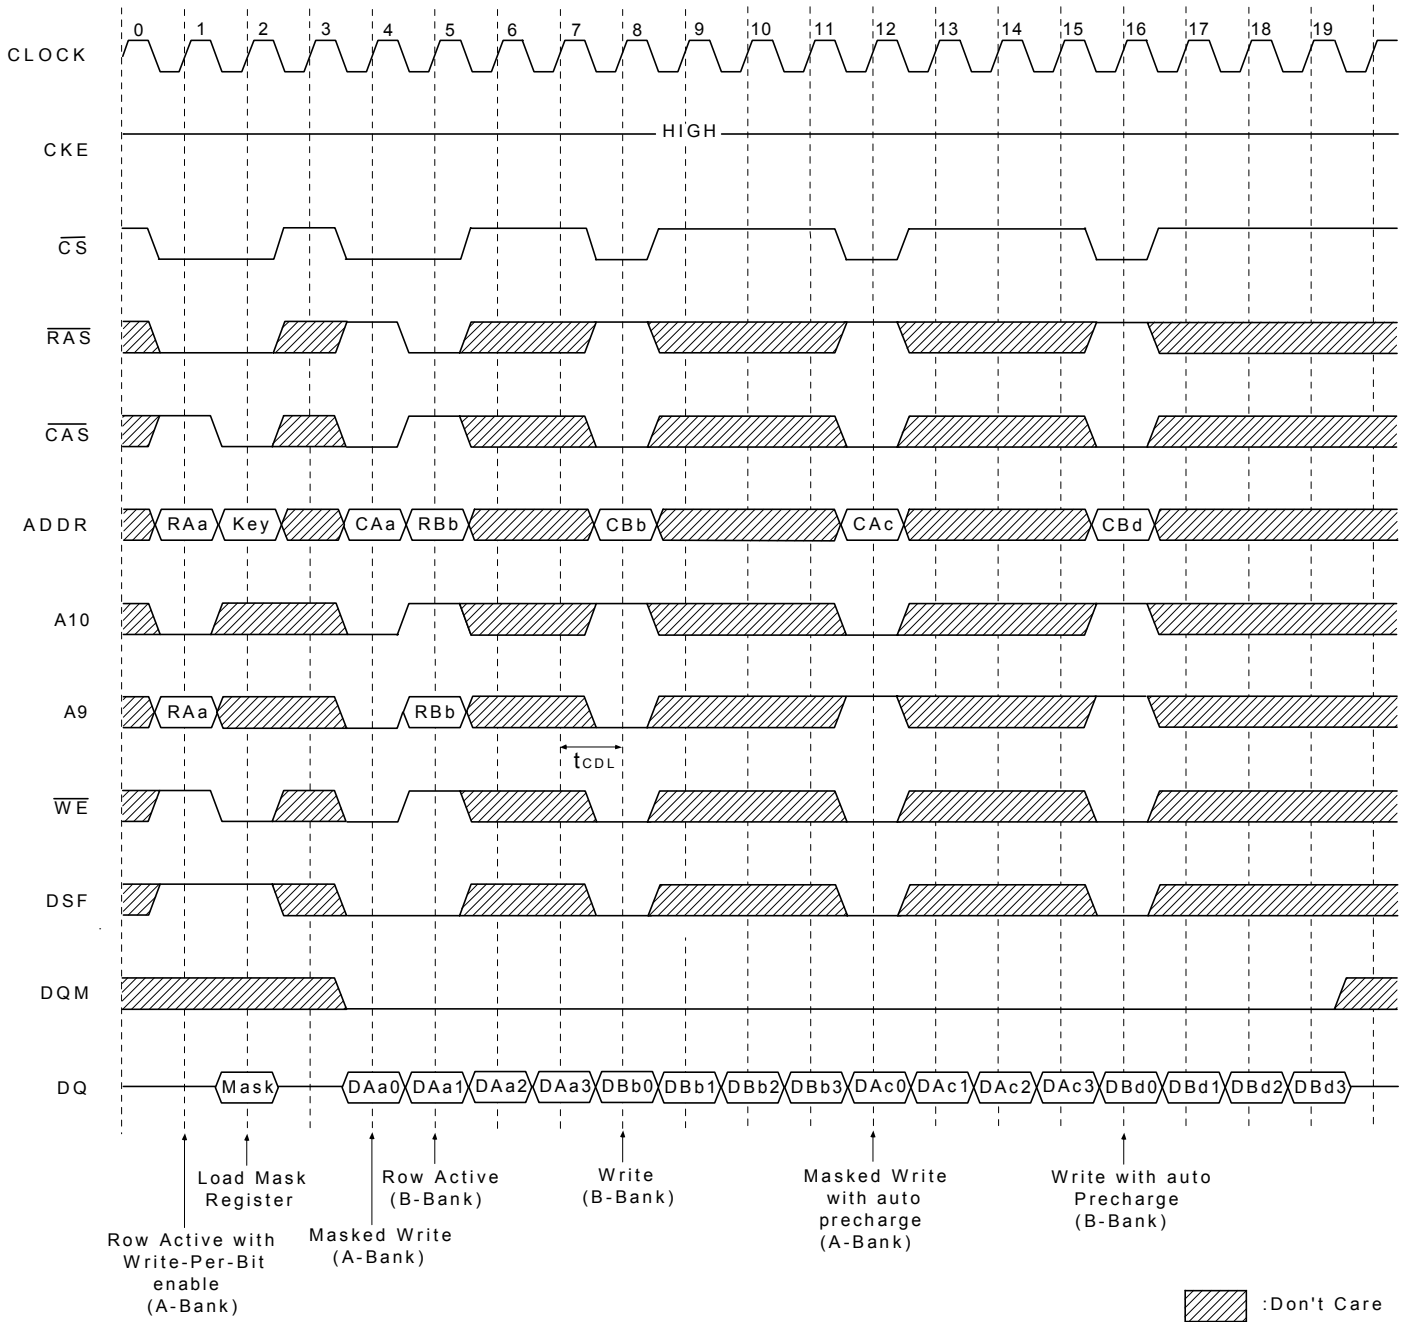 0 1 2 3 4 5 6 7 8 9 10 11 12 13 14 15 16 17 18 19
CLOCK
HIGH
CKE
CS
RAS
CAS
ADDR RAa Key CAa RBb CBb CAc CBd
A10
A9 RAa RBb
tCDL
WE
DSF
DQM
DQ Mask DAa0 DAa1 DAa2 DAa3 DBb0 DBb1 DBb2 DBb3 DAc0 DAc1 DAc2 DAc3 DBd0 DBd1 DBd2 DBd3
Row Active with
Write-Per-Bit
enable
(A-Bank)
Load Mask
Register
Masked Write
(A-Bank)
Row Active
(B-Bank)
Write
(B-Bank)
Masked Write
with auto
precharge
(A-Bank)
Write with auto
Precharge
(B-Bank)
:Don't Care